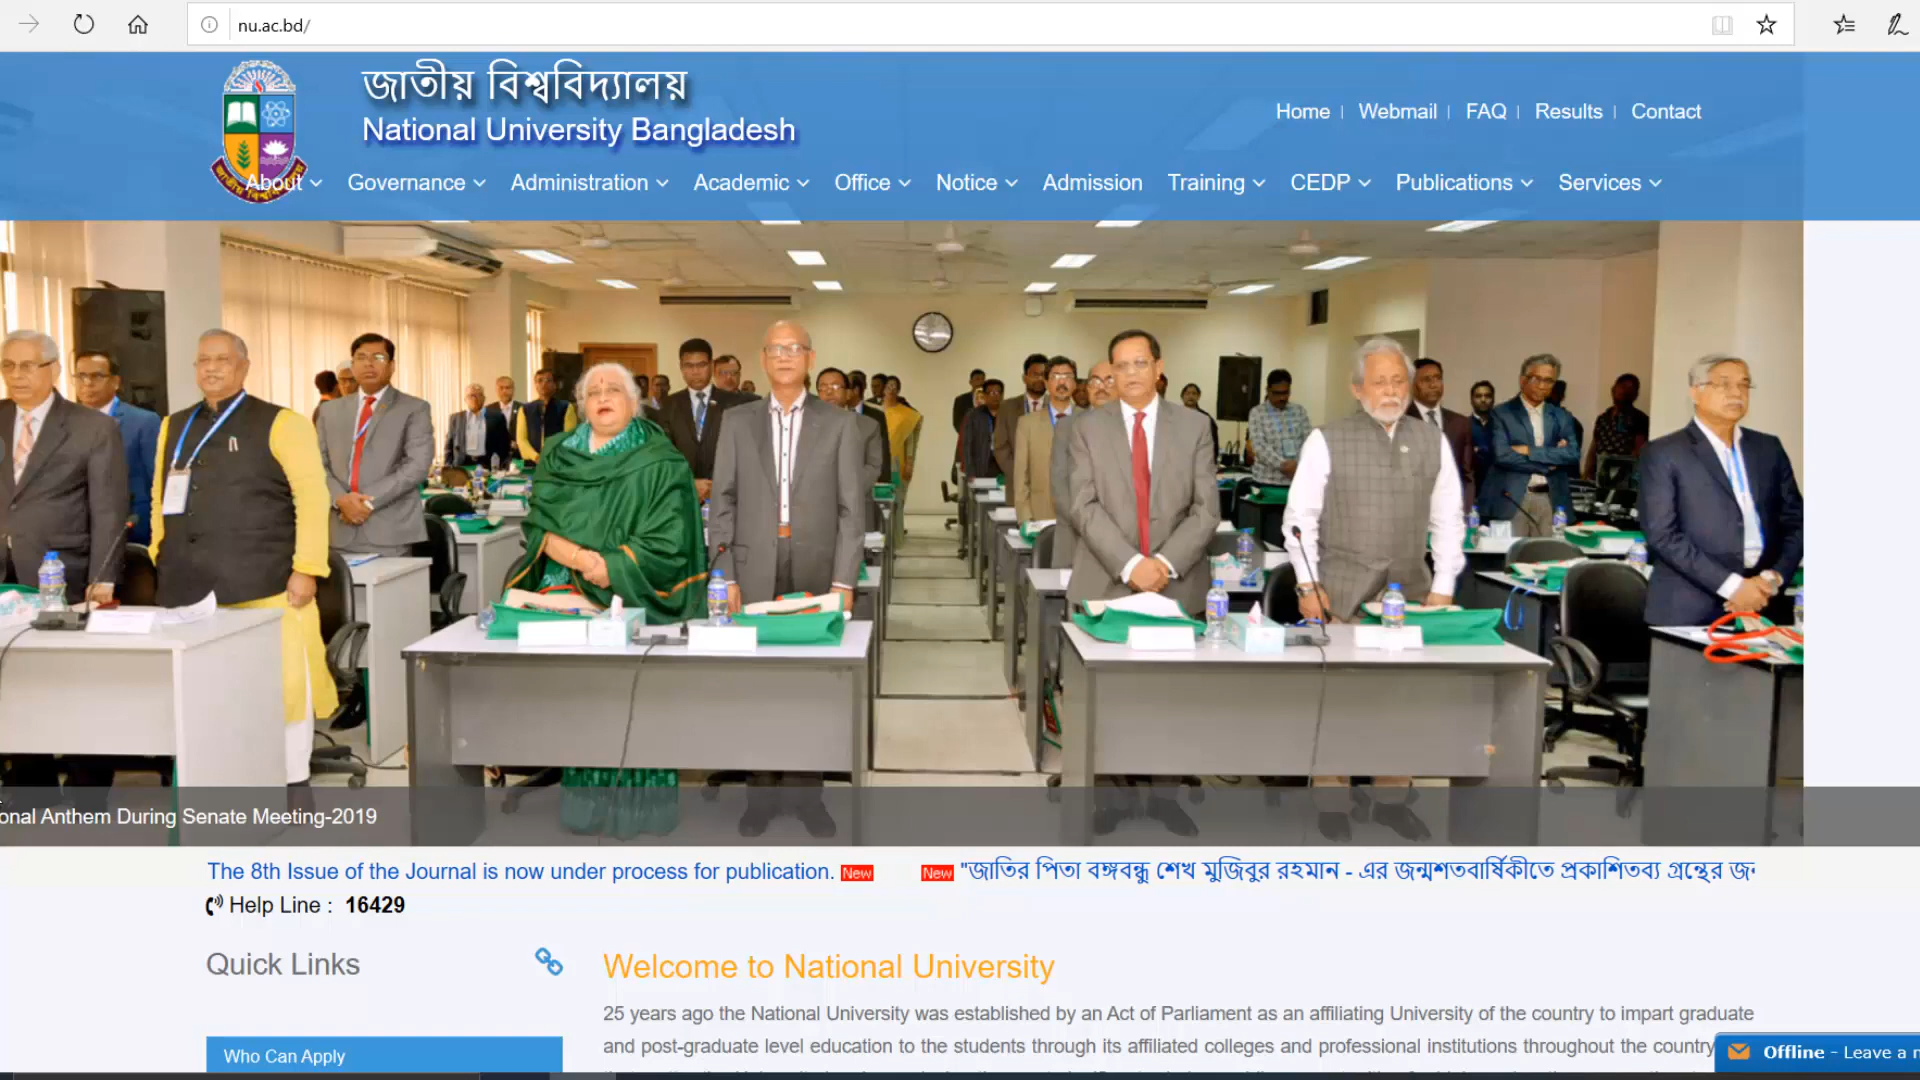 nu.ac.bd/
জাতীয় বিশ্ববিদ্যালয়
National University Bangladesh
Home | Webmail | FAQ | Results | Contact
About Governance Administration Academic Office Notice Admission Training CEDP Publications Services
onal Anthem During Senate Meeting-2019
The 8th Issue of the Journal is now under process for publication. New New "জাতির পিতা বঙ্গবন্ধু শেখ মুজিবুর রহমান - এর জন্মশতবার্ষিকীতে প্রকাশিতব্য গ্রন্থের
Help Line : 16429
Quick Links
Welcome to National University
25 years ago the National University was established by an Act of Parliament as an affiliating University of the country to impart graduate
Who Can Apply
and post-graduate level education to the students through its affiliated colleges and professional institutions throughout the country
Offline - Leave a